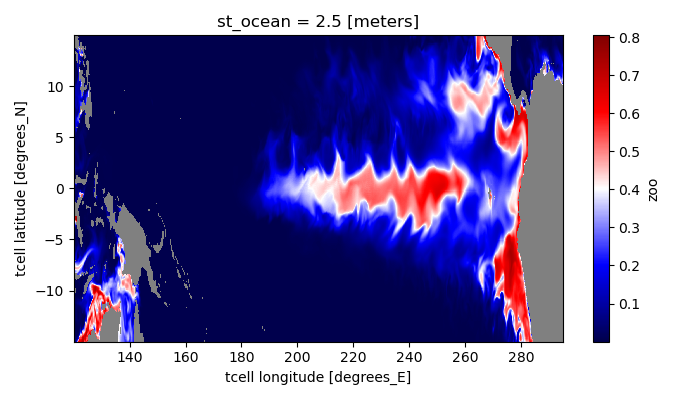 st_ocean = 2.5 [meters]
tcell latitude [degrees_N]
10
5
0
−5
−10
140 160 180 200 220 240 260 280
tcell longitude [degrees_E]
0.8
0.7
0.6
0.5
0.4
0.3
0.2
0.1
zoo